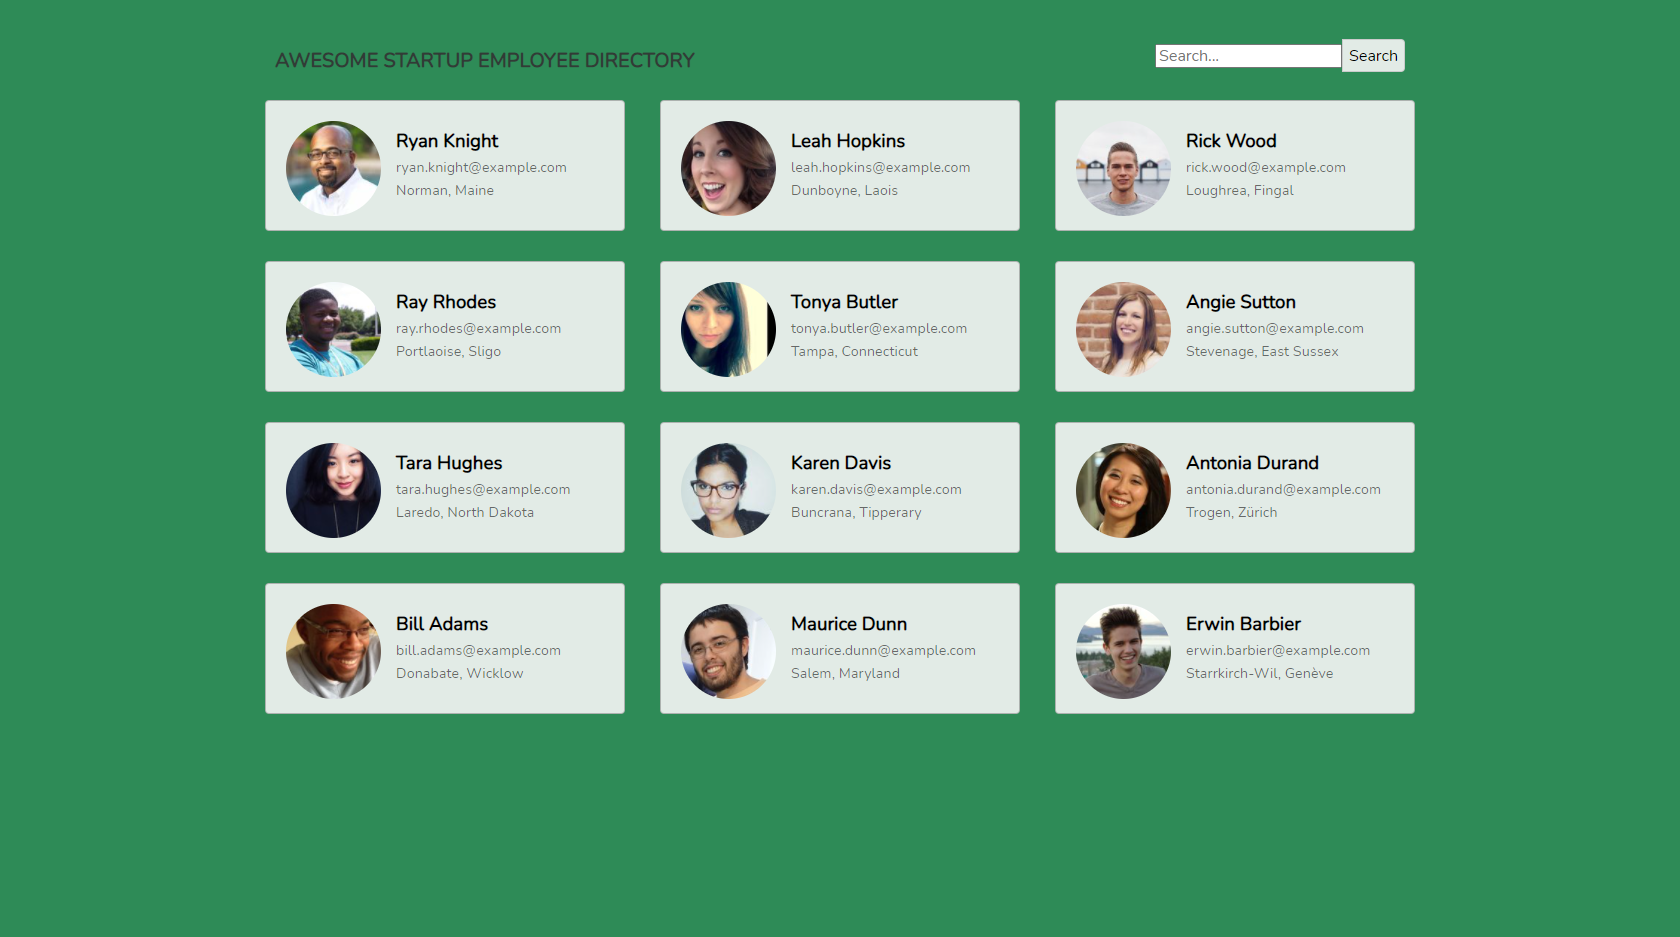 AWESOME STARTUP EMPLOYEE DIRECTORY
Search...
Search
Ryan Knight
ryan.knight@example.com
Norman, Maine
Leah Hopkins
leah.hopkins@example.com
Dunboyne, Laois
Rick Wood
rick.wood@example.com
Loughrea, Fingal
Ray Rhodes
ray.rhodes@example.com
Portlaoise, Sligo
Tonya Butler
tonya.butler@example.com
Tampa, Connecticut
Angie Sutton
angie.sutton@example.com
Stevenage, East Sussex
Tara Hughes
tara.hughes@example.com
Laredo, North Dakota
Karen Davis
karen.davis@example.com
Buncrana, Tipperary
Antonia Durand
antonia.durand@example.com
Trogen, Zürich
Bill Adams
bill.adams@example.com
Donabate, Wicklow
Maurice Dunn
maurice.dunn@example.com
Salem, Maryland
Erwin Barbier
erwin.barbier@example.com
Starrkirch-Wil, Genève